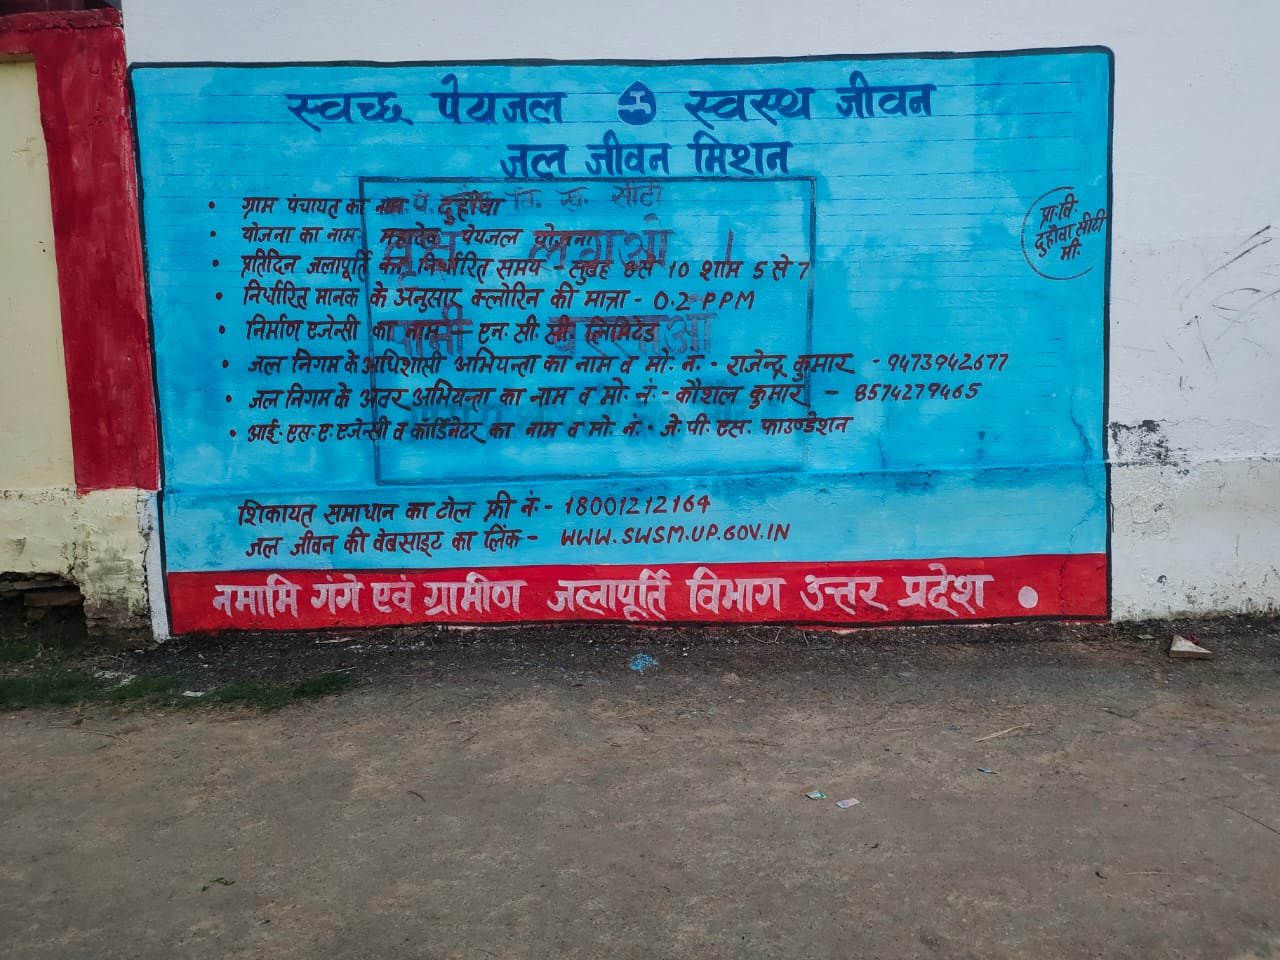 स्वच्छ पेयजल स्वस्थ जीवन
जल जीवन मिशन
• ग्राम पंचायत का नाम दुहौवा
• योजना का नाम - महादेव पेयजल योजना
• प्रतिदिन जलापूर्ति का निर्धारित समय - सुबह 8 से 10 शाम 5 से 7
• निर्धारित मानक के अनुसार क्लोरिन की मात्रा - 0.2 PPM
• निर्माण एजेन्सी का नाम - एन. सी. सी. लिमिटेड
• जल निगम के अधिशासी अभियन्ता का नाम व मो. नं. - राजेन्द्र कुमार - 9473942677
• जल निगम के अवर अभियन्ता का नाम व मो. नं. - कौशल कुमार - 8574279465
• आई. एस. ए. एजेन्सी व कॉर्डिनेटर का नाम व मो. नं. - जे. पी. एस. फाउण्डेशन
शिकायत समाधान का टोल फ्री नं. - 18001212164
जल जीवन की वेबसाइट का लिंक - WWW.SWSM.UP.GOV.IN
नमामि गंगे एवं ग्रामीण जलापूर्ति विभाग उत्तर प्रदेश
प्रा. वि.
दुहौवा सीटी
मी.